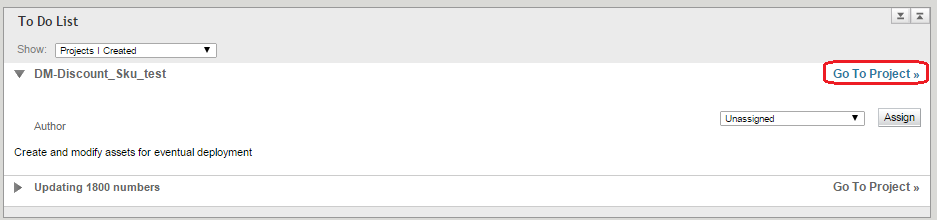 To Do List
Show: Projects I Created
DM-Discount_Sku_test Go To Project »
Unassigned Assign
Author
Create and modify assets for eventual deployment
Updating 1800 numbers Go To Project »